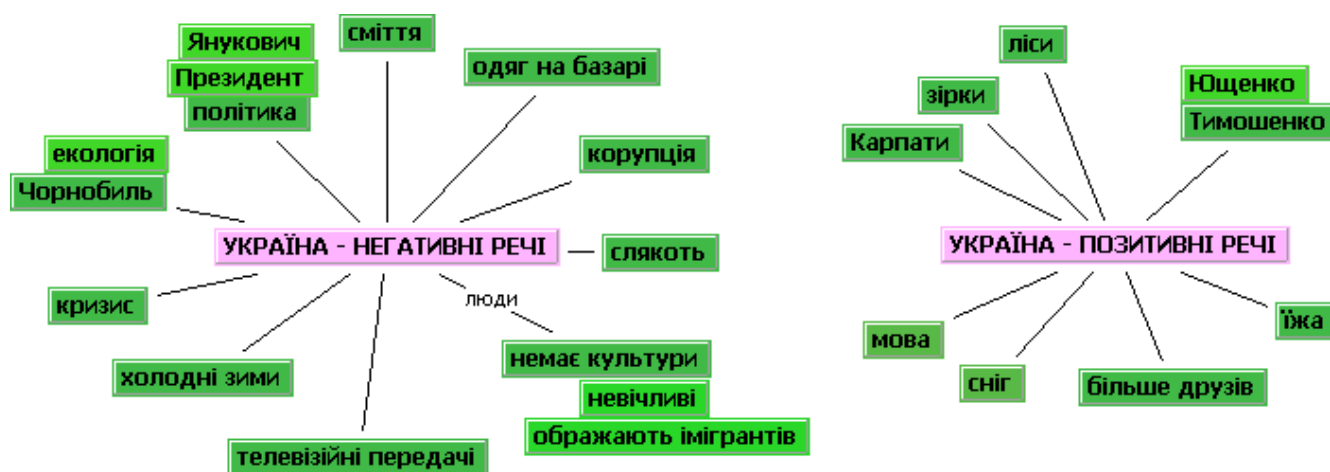 Янукович
Президент
політика
сміття
одяг на базарі
екологія
Чорнобиль
корупція
УКРАЇНА - НЕГАТИВНІ РЕЧІ
слякоть
кризис
люди
холодні зими
немає культури
невічливі
ображають імігрантів
телевізійні передачі
ліси
зірки
Карпати
Ющенко
Тимошенко
УКРАЇНА - ПОЗИТИВНІ РЕЧІ
їжа
мова
сніг
більше друзів